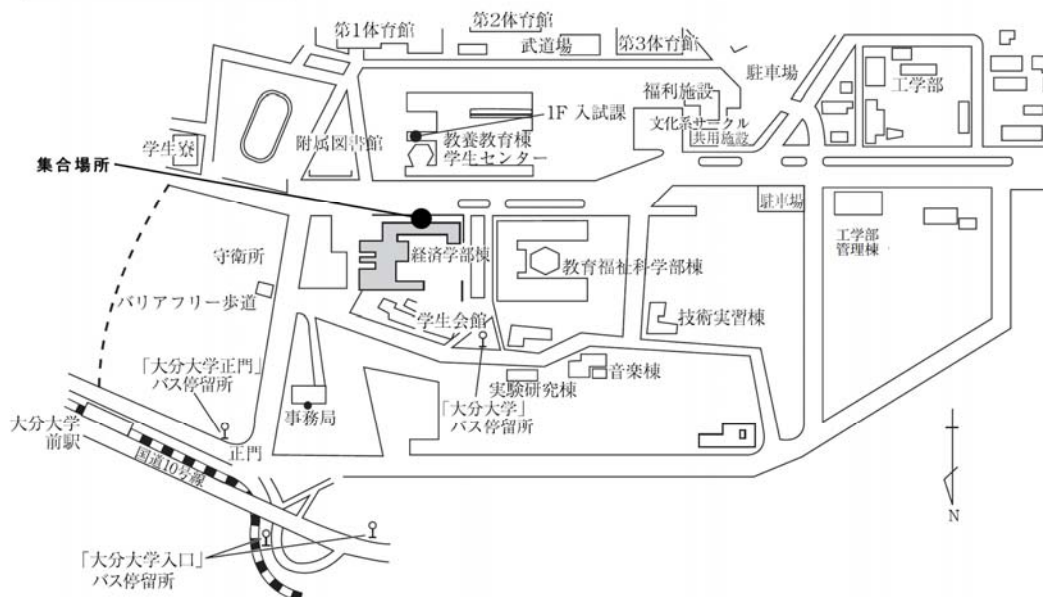 第1体育館
第2体育館
武道場
第3体育館
駐車場
工学部
福利施設
1F 入試課
文化系サークル
共用施設
教養教育棟
学生センター
附属図書館
学生寮
集合場所
駐車場
工学部
管理棟
守衛所
経済学部棟
教育福祉科学部棟
バリアフリー歩道
学生会館
技術実習棟
「大分大学正門」
バス停留所
音楽棟
実験研究棟
「大分大学」
バス停留所
事務局
大分大学
前駅
正門
国道10号線
N
「大分大学入口」
バス停留所